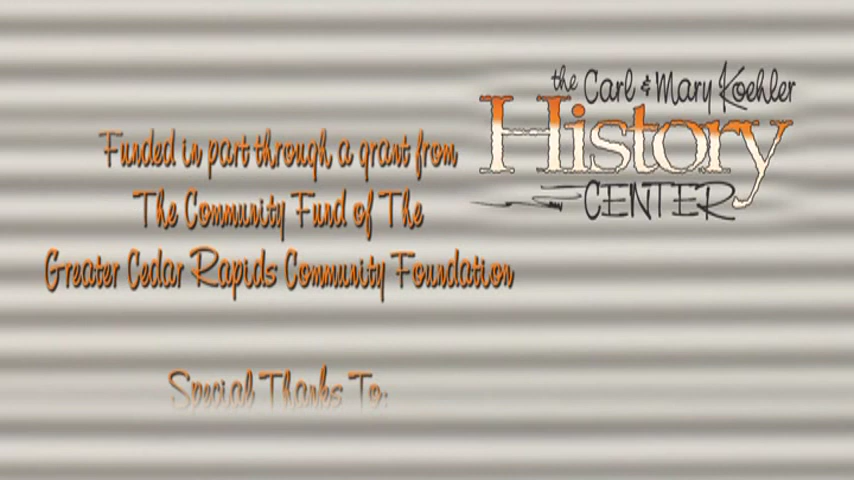 the Carl & Mary Koehler
History
CENTER
Funded in part through a grant from
The Community Fund of The
Greater Cedar Rapids Community Foundation
Special Thanks To: